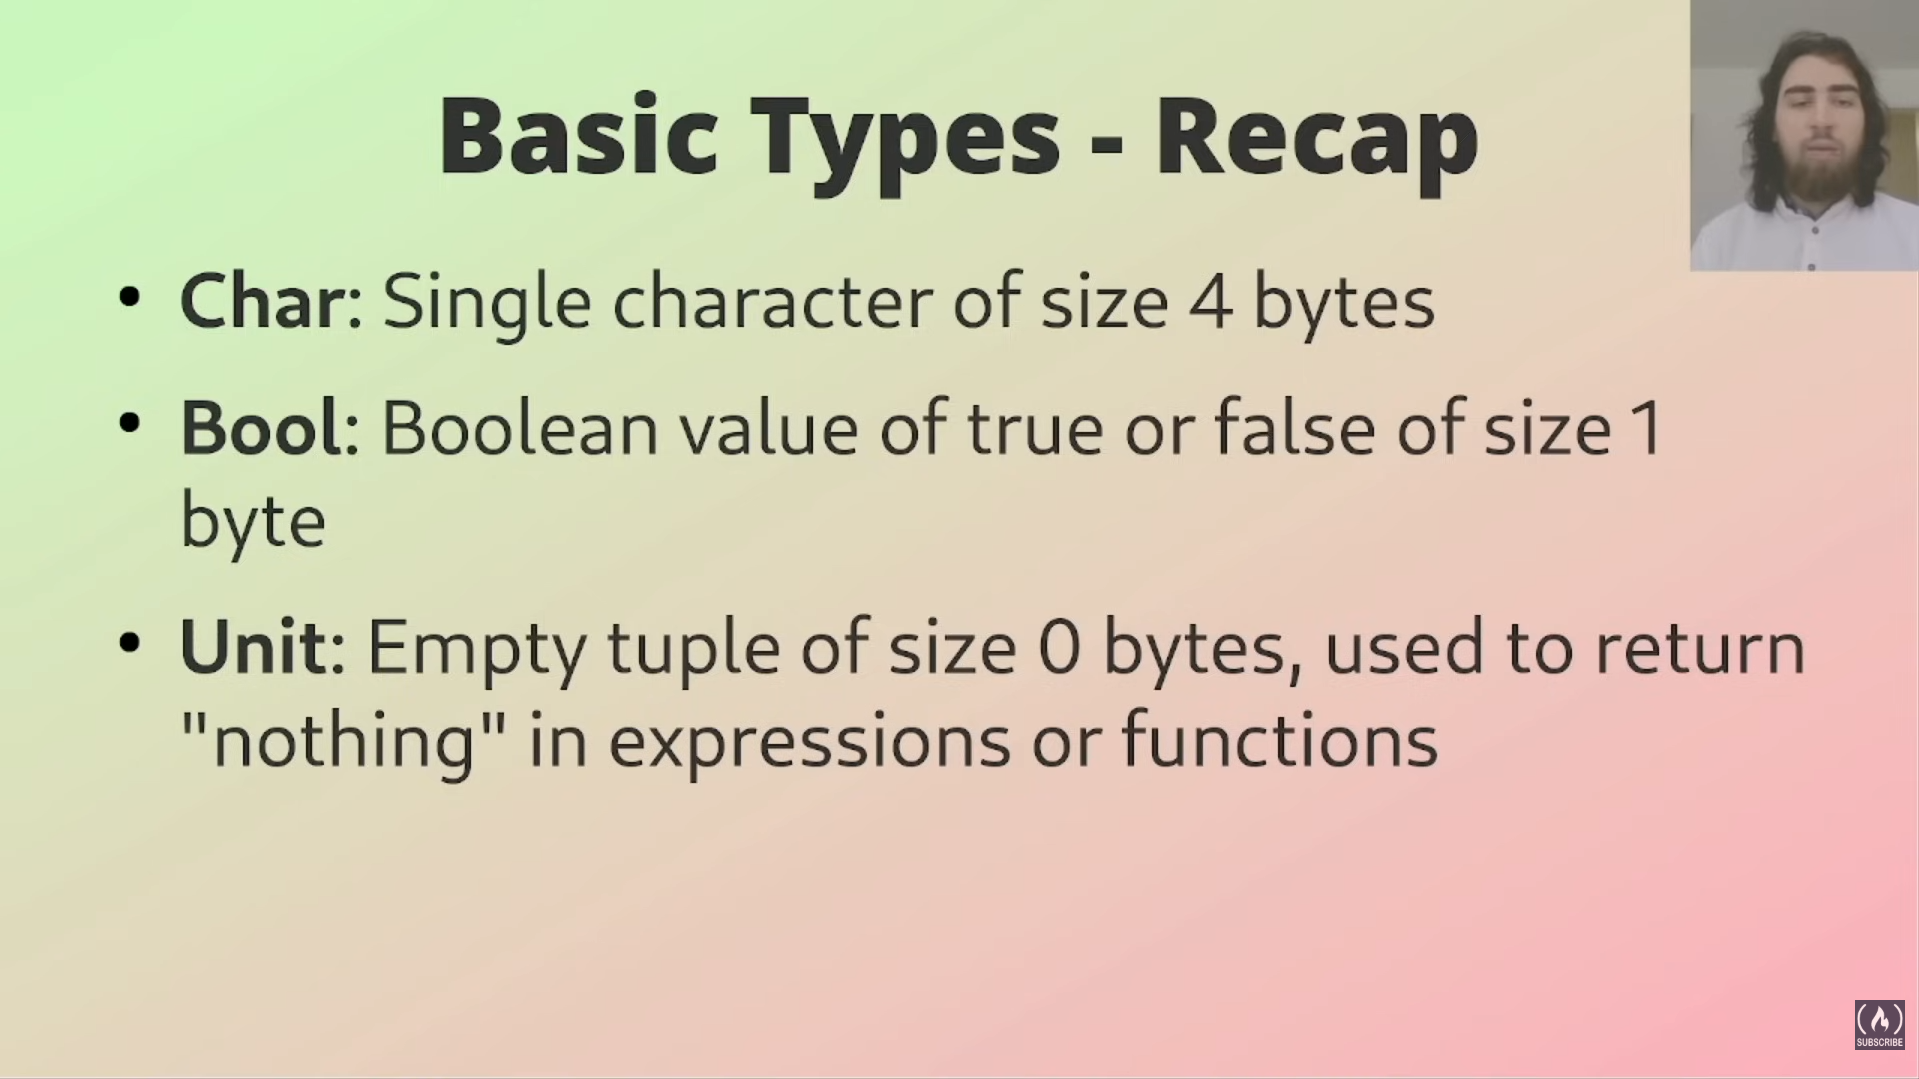 Basic Types - Recap
• Char: Single character of size 4 bytes
• Bool: Boolean value of true or false of size 1
byte
• Unit: Empty tuple of size 0 bytes, used to return
"nothing" in expressions or functions
SUBSCRIBE